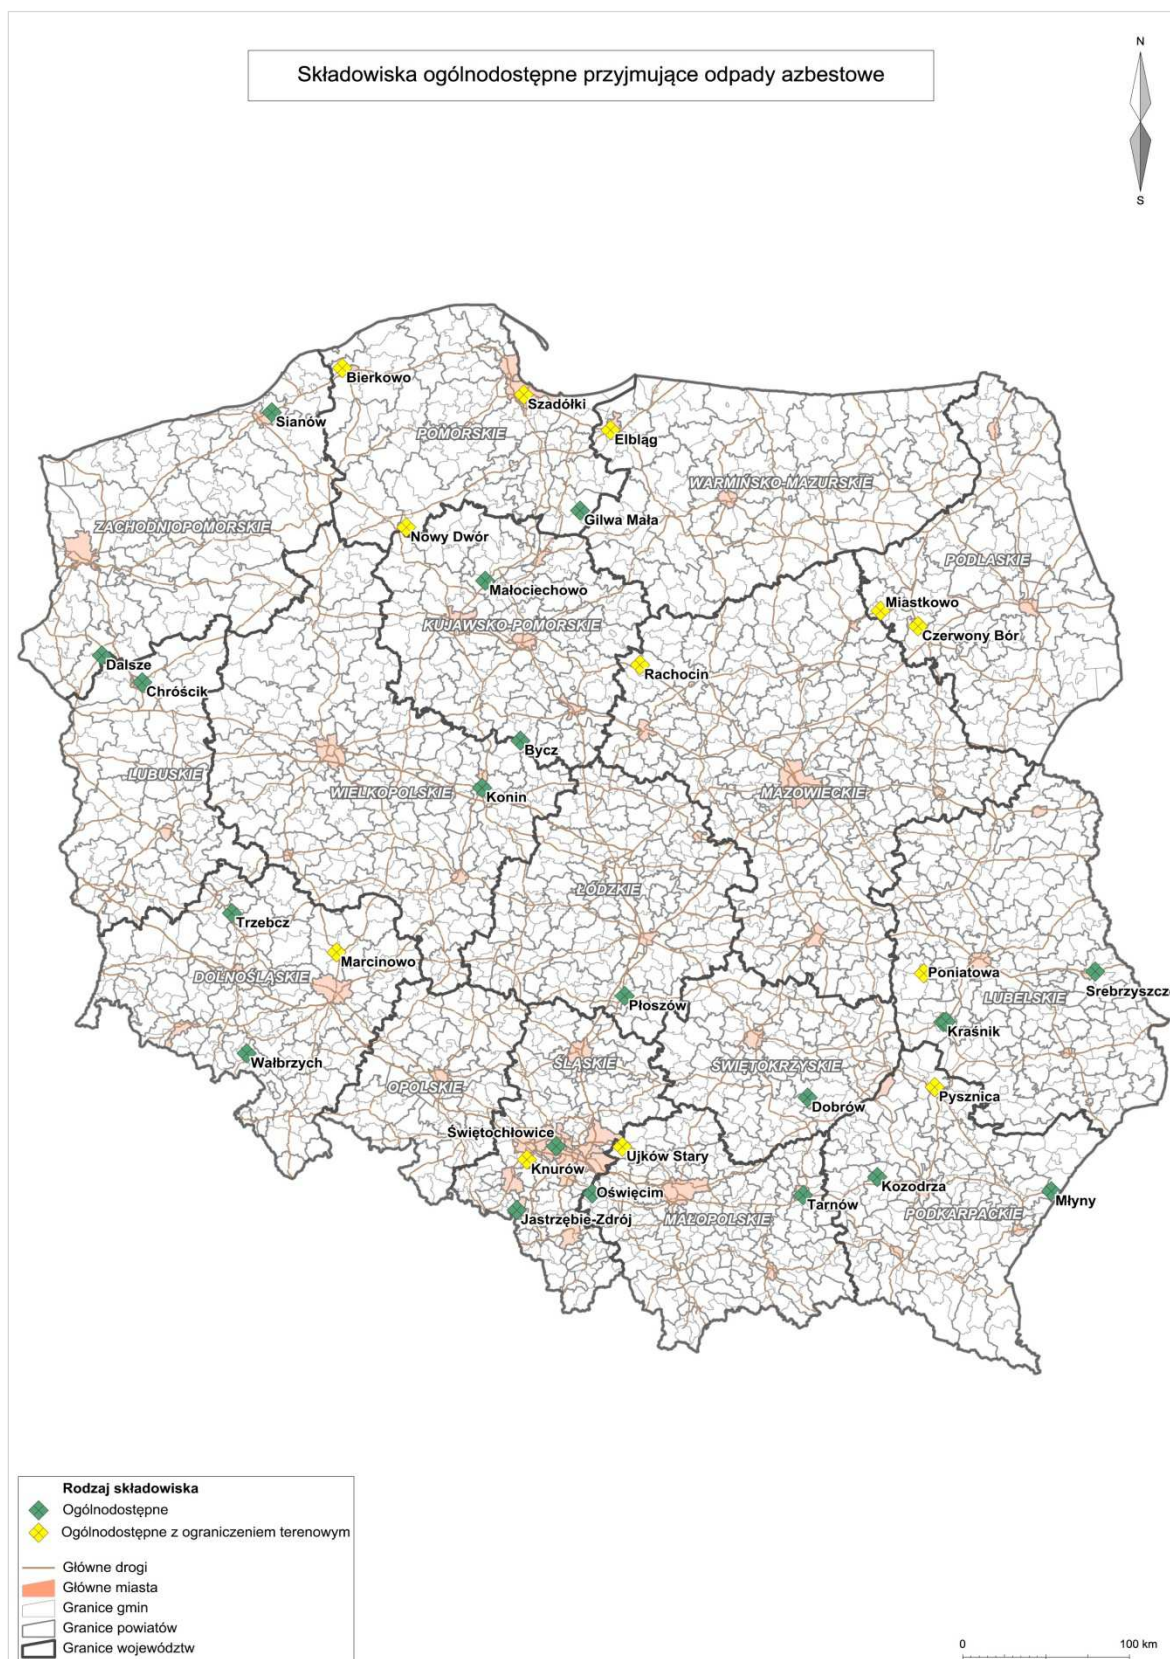 N
Składowiska ogólnodostępne przyjmujące odpady azbestowe
S
Bierkowo
Szadółki
Sianów
POMORSKIE
Elbląg
WARMIŃSKO-MAZURSKIE
Gilwa Mała
ZACHODNIOPOMORSKIE
Nowy Dwór
PODLASKIE
Małociechowo
Miastkowo
KUJAWSKO-POMORSKIE
Czerwony Bór
Dalsze
Rachocin
Chróścik
Bycz
LUBUSKIE
WIELKOPOLSKIE
Konin
MAZOWIECKIE
ŁÓDZKIE
Trzebcz
Marcinowo
DOLNOŚLĄSKIE
Poniatowa
Srebrzyszcze
LUBELSKIE
Płoszów
Kraśnik
Wałbrzych
ŚLĄSKIE
ŚWIĘTOKRZYSKIE
OPOLSKIE
Pysznica
Dobrów
Świętochłowice
Ujków Stary
Knurów
Kozodrza
Oświęcim
Młyny
Tarnów
Jastrzębie-Zdrój
MAŁOPOLSKIE
PODKARPACKIE
Rodzaj składowiska
Ogólnodostępne
Ogólnodostępne z ograniczeniem terenowym
Główne drogi
Główne miasta
Granice gmin
Granice powiatów
Granice województw
0 100 km